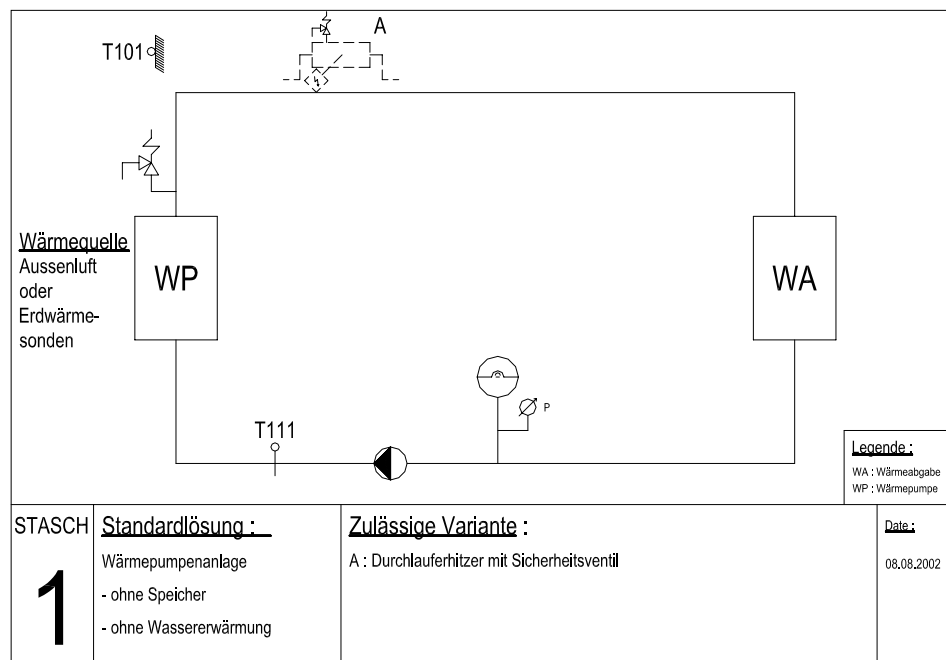 A
T101
Wärmequelle
Aussenluft
oder
Erdwärme-
sonden
WP
WA
P
T111
Legende :
WA : Wärmeabgabe
WP : Wärmepumpe
STASCH
1
Standardlösung :
Wärmepumpenanlage
- ohne Speicher
- ohne Wassererwärmung
Zulässige Variante :
A : Durchlauferhitzer mit Sicherheitsventil
Date :
08.08.2002